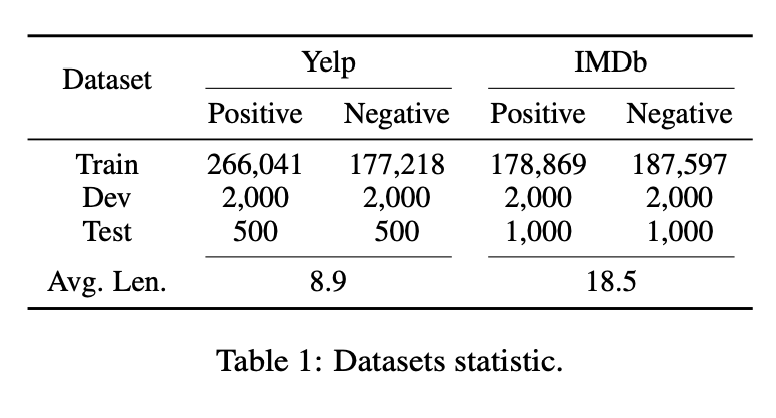 Dataset Yelp IMDb
Positive Negative Positive Negative
Train 266,041 177,218 178,869 187,597
Dev 2,000 2,000 2,000 2,000
Test 500 500 1,000 1,000
Avg. Len. 8.9 18.5
Table 1: Datasets statistic.